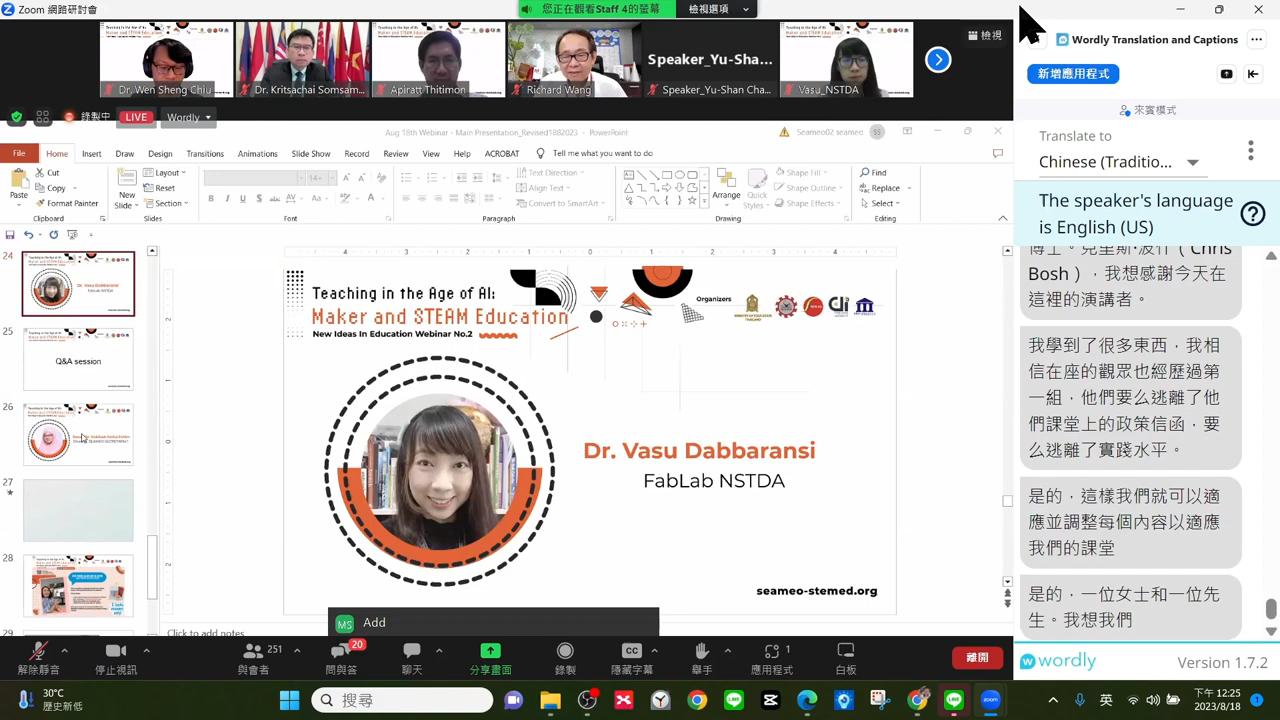 Zoom 網路研討會
您正在觀看Staff 4的螢幕
檢視選項
Dr. Wen Sheng Chiu
Dr. Kritsachai Somsam...
Apiratt Thitimon
Richard Wang
Speaker_Yu-Sha...
Speaker_Yu-Shan Cha...
Vasu_NSTDA
檢視
錄製中
LIVE
Wordly
Aug 18th Webinar - Main Presentation_Revised1882023 - PowerPoint
Seameo02 seameo
SS
File
Home
Insert
Draw
Design
Transitions
Animations
Slide Show
Record
Review
View
Help
ACROBAT
Tell me what you want to do
Paste
Cut
Copy
Format Painter
Clipboard
New
Slide
Layout
Reset
Section
Slides
Font
Text Direction
Align Text
Convert to SmartArt
Paragraph
Arrange
Quick
Styles
Shape Fill
Shape Outline
Shape Effects
Drawing
Find
Replace
Select
Editing
24
25
Q&A session
26
27
28
29
Teaching in the Age of AI:
Maker and STEAM Education
New Ideas In Education Webinar No.2
Organizers
Dr. Vasu Dabbaransi
FabLab NSTDA
seameo-stemed.org
MS
Add
Click to add notes
解除靜音
停止視訊
251
與會者
20
問與答
聊天
分享畫面
錄製
CC
隱藏字幕
舉手
1
應用程式
白板
離開
新增應用程式
來賓模式
Translate to
Chinese (Traditio...
The speaker's language
is English (US)
Bosh），我想感謝今天在
這裡的演講者。
我學到了很多東西，我相
信在座的觀眾已經歷過第
一組，他們要么逃離了他
們課堂上的政策信函，要
么逃離了實踐水平。
是的，這樣我們就可以適
應並調整每個內容以適應
我們的課堂
是的，一位女士和一位先
生。我想我們
wordly
Version 1.7.2
30°C
歷史新低
搜尋
英
下午 12:23
2023/8/18